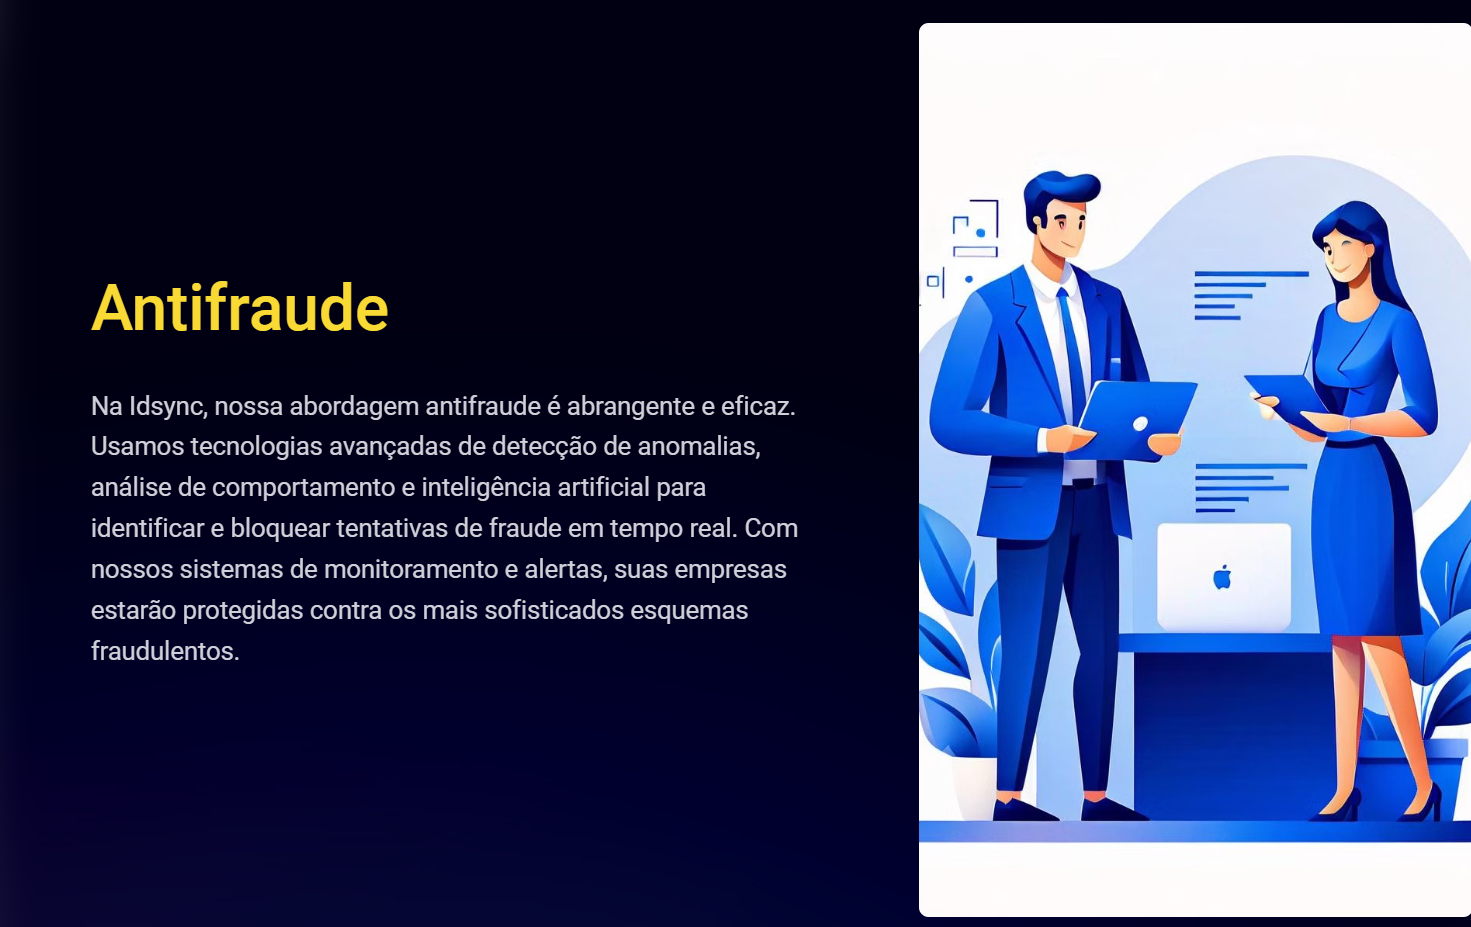 Antifraude
Na Idsync, nossa abordagem antifraude é abrangente e eficaz.
Usamos tecnologias avançadas de detecção de anomalias,
análise de comportamento e inteligência artificial para
identificar e bloquear tentativas de fraude em tempo real. Com
nossos sistemas de monitoramento e alertas, suas empresas
estarão protegidas contra os mais sofisticados esquemas
fraudulentos.